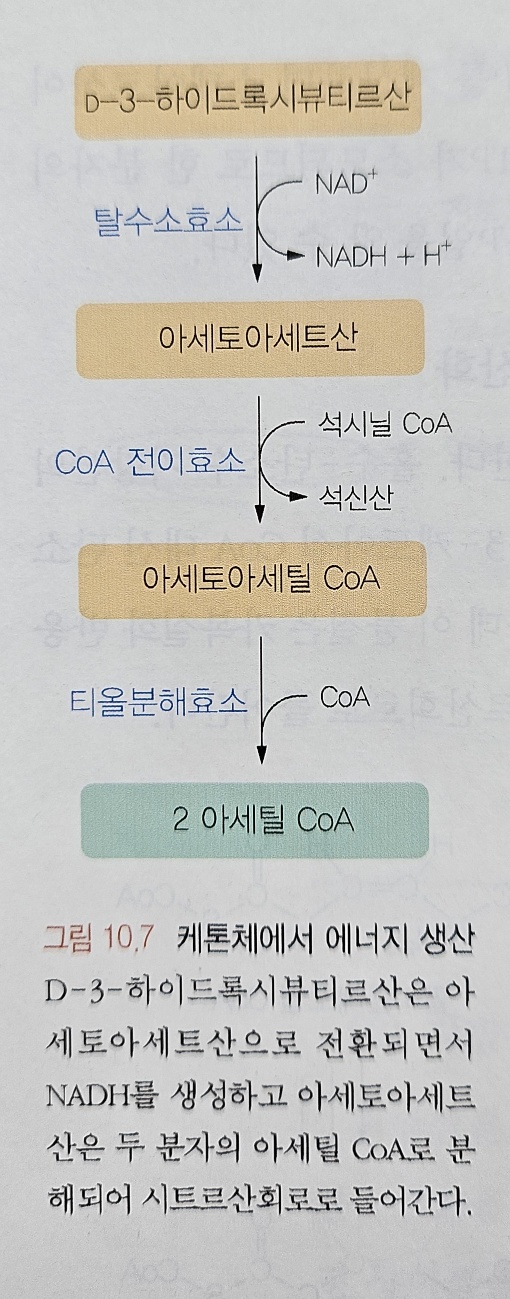 D-3-하이드록시뷰티르산
NAD+
탈수소효소
NADH + H+
아세토아세트산
석시닐 CoA
CoA 전이효소
석신산
아세토아세틸 CoA
티올분해효소
CoA
2 아세틸 CoA
그림 10.7 케톤체에서 에너지 생산
D-3-하이드록시뷰티르산은 아
세토아세트산으로 전환되면서
NADH를 생성하고 아세토아세트
산은 두 분자의 아세틸 CoA로 분
해되어 시트르산회로로 들어간다.